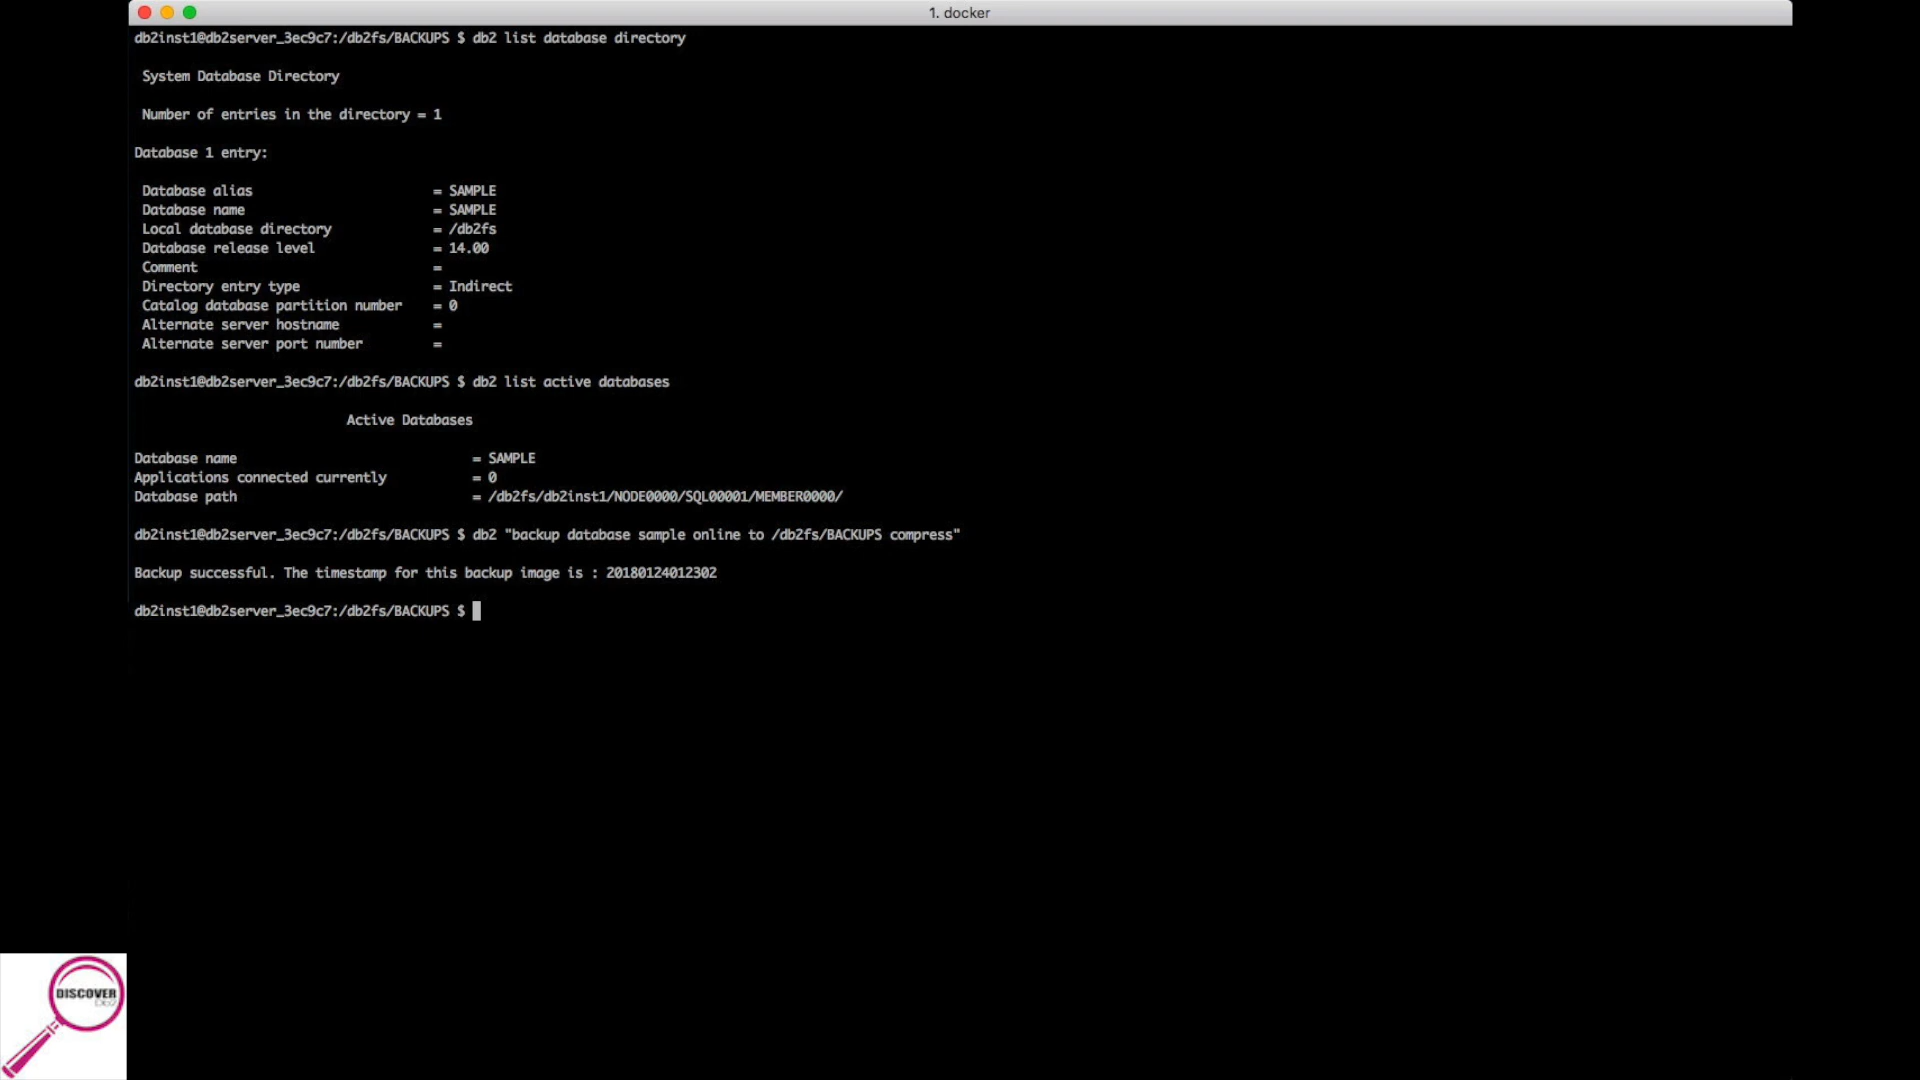 1. docker
db2inst1@db2server_3ec9c7:/db2fs/BACKUPS $ db2 list database directory
System Database Directory
Number of entries in the directory = 1
Database 1 entry:
Database alias = SAMPLE
Database name = SAMPLE
Local database directory = /db2fs
Database release level = 14.00
Comment =
Directory entry type = Indirect
Catalog database partition number = 0
Alternate server hostname =
Alternate server port number =
db2inst1@db2server_3ec9c7:/db2fs/BACKUPS $ db2 list active databases
Active Databases
Database name = SAMPLE
Applications connected currently = 0
Database path = /db2fs/db2inst1/NODE0000/SQL00001/MEMBER0000/
db2inst1@db2server_3ec9c7:/db2fs/BACKUPS $ db2 "backup database sample online to /db2fs/BACKUPS compress"
Backup successful. The timestamp for this backup image is : 20180124012302
db2inst1@db2server_3ec9c7:/db2fs/BACKUPS $
DISCOVER
Db2